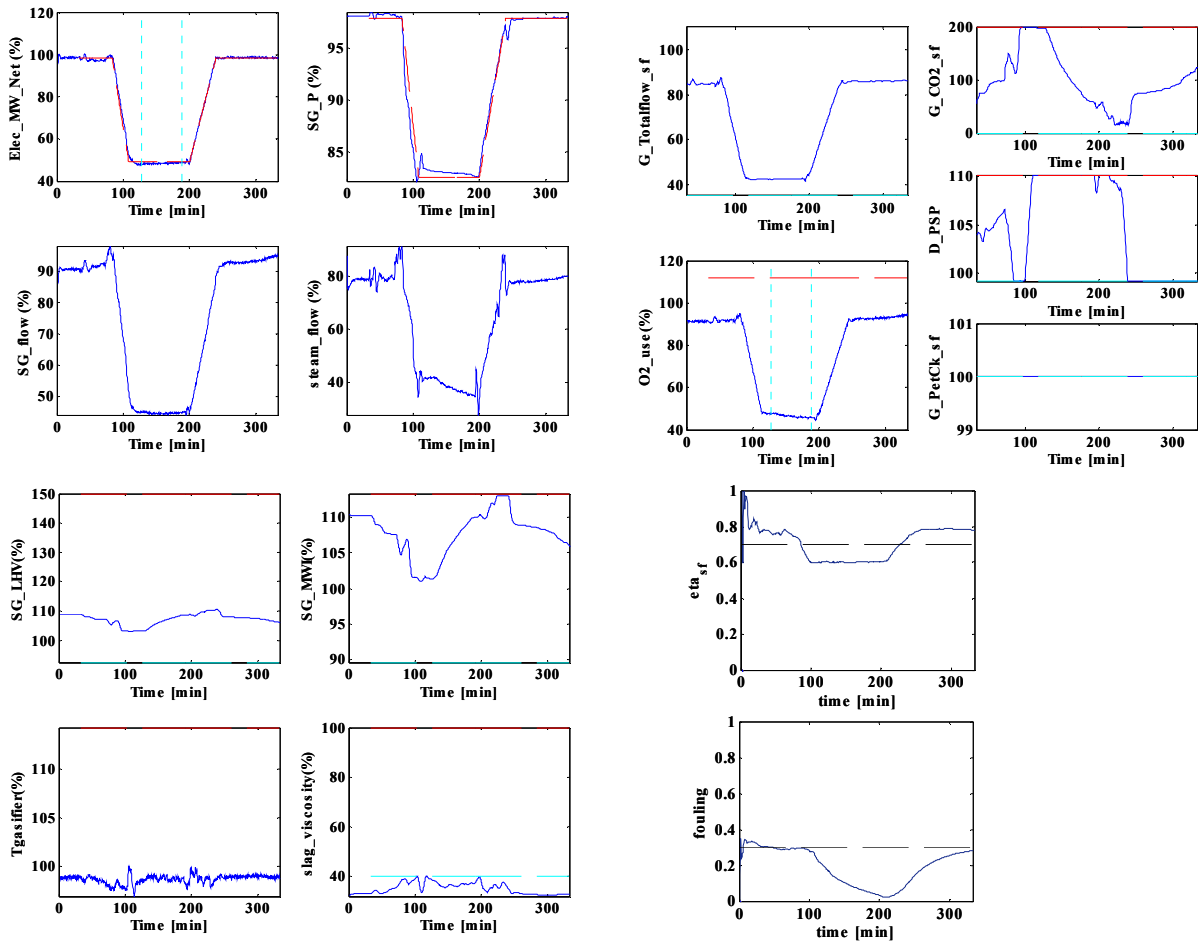 Elec_MW_Net (%)
120
100
80
60
40
0 100 200 300
Time [min]
SG_P (%)
95
90
85
0 100 200 300
Time [min]
G_Totalflow_sf
100
80
60
40
100 200 300
Time [min]
G_CO2_sf
200
100
0
100 200 300
Time [min]
D_PSP
110
105
100
100 200 300
Time [min]
SG_flow (%)
90
80
70
60
50
0 100 200 300
Time [min]
steam_flow (%)
80
60
40
0 100 200 300
Time [min]
O2_use(%)
120
100
80
60
40
0 100 200 300
Time [min]
G_PetCk_sf
101
100
99
100 200 300
Time [min]
SG_LHV(%)
150
140
130
120
110
100
0 100 200 300
Time [min]
SG_MWI(%)
110
105
100
95
90
0 100 200 300
Time [min]
eta sf
1
0.8
0.6
0.4
0.2
0
0 100 200 300
time [min]
Tgasifier(%)
110
105
100
0 100 200 300
Time [min]
slag_viscosity(%)
100
80
60
40
0 100 200 300
Time [min]
fouling
1
0.8
0.6
0.4
0.2
0
0 100 200 300
time [min]